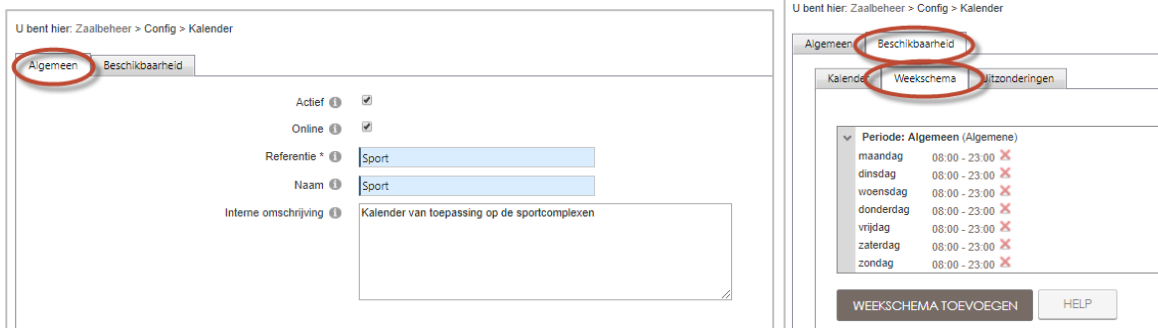 U bent hier: Zaalbeheer > Config > Kalender
Algemeen Beschikbaarheid
Actief
Online
Referentie * Sport
Naam Sport
Interne omschrijving Kalender van toepassing op de sportcomplexen
U bent hier: Zaalbeheer > Config > Kalender
Algemeen Beschikbaarheid
Kalender Weekschema Uitzonderingen
Periode: Algemeen (Algemene)
maandag 08:00 - 23:00
dinsdag 08:00 - 23:00
woensdag 08:00 - 23:00
donderdag 08:00 - 23:00
vrijdag 08:00 - 23:00
zaterdag 08:00 - 23:00
zondag 08:00 - 23:00
WEEKSCHEMA TOEVOEGEN HELP